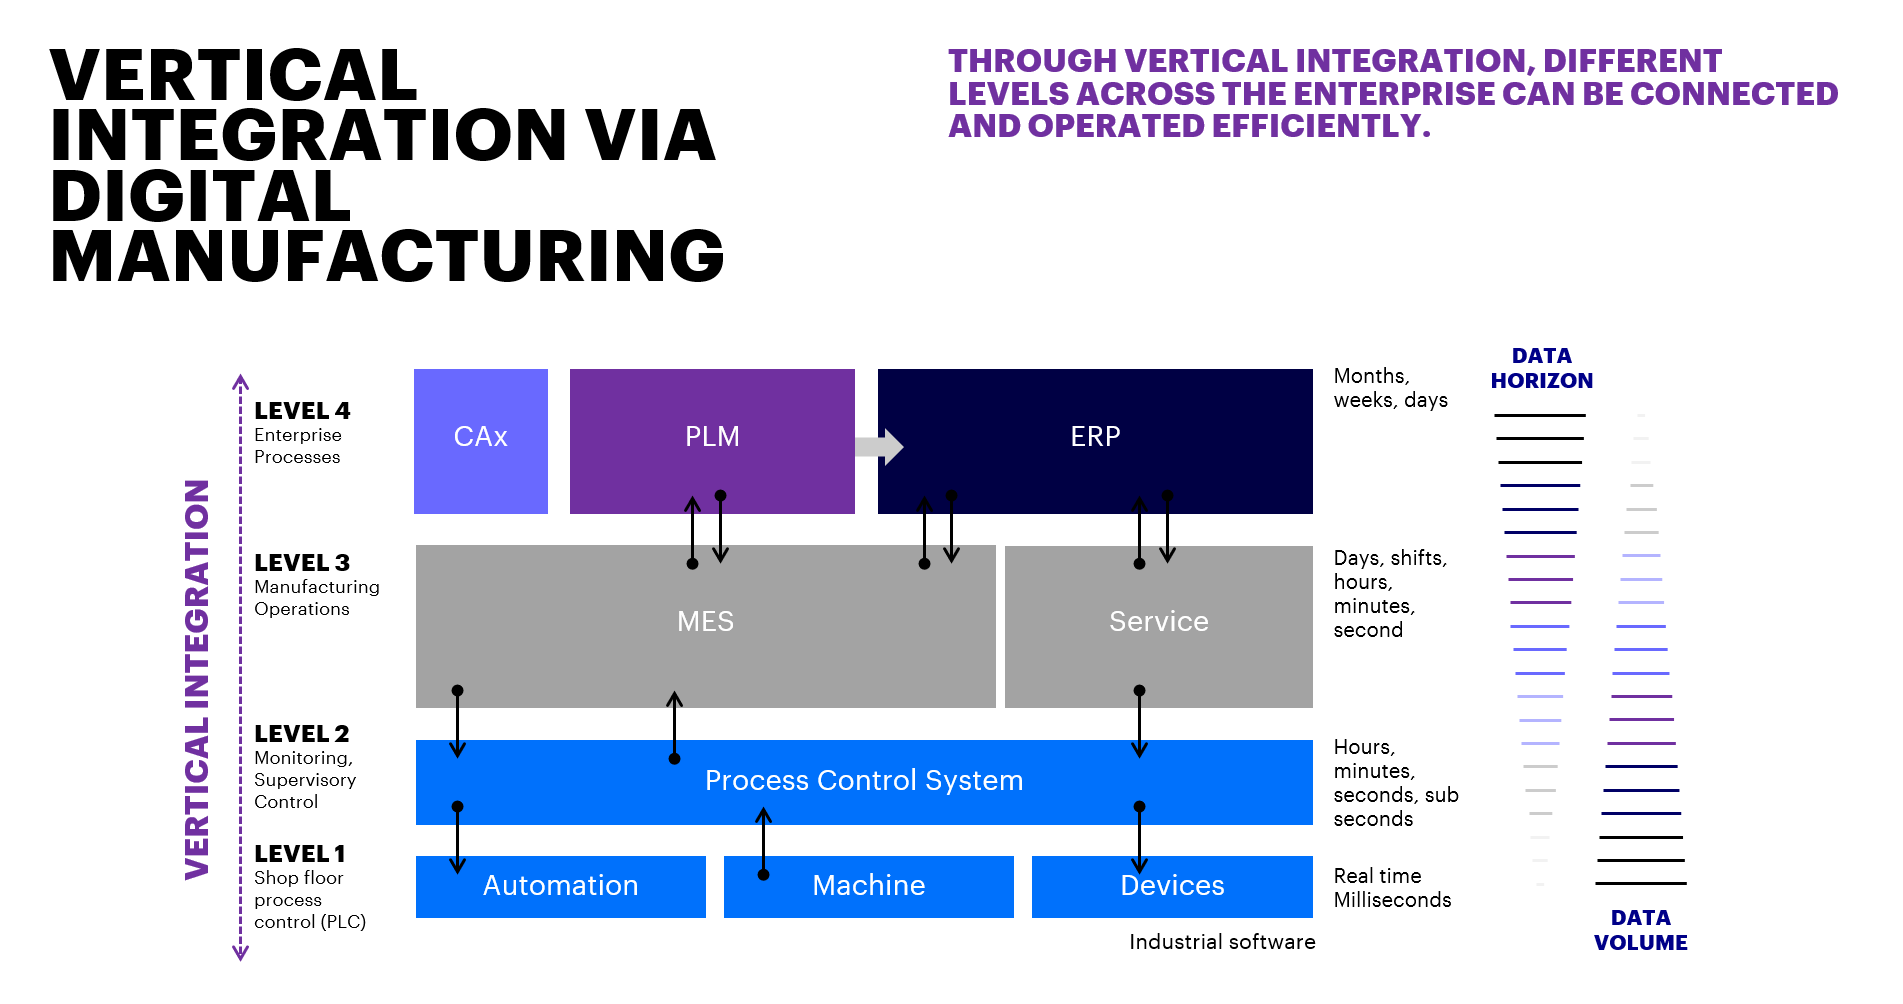 VERTICAL
INTEGRATION VIA
DIGITAL
MANUFACTURING
THROUGH VERTICAL INTEGRATION, DIFFERENT
LEVELS ACROSS THE ENTERPRISE CAN BE CONNECTED
AND OPERATED EFFICIENTLY.
VERTICAL INTEGRATION
LEVEL 4
Enterprise
Processes
CAx
PLM
ERP
Months,
weeks, days
LEVEL 3
Manufacturing
Operations
MES
Service
Days, shifts,
hours,
minutes,
second
LEVEL 2
Monitoring,
Supervisory
Control
Process Control System
Hours,
minutes,
seconds, sub
seconds
LEVEL 1
Shop floor
process
control (PLC)
Automation
Machine
Devices
Real time
Milliseconds
Industrial software
DATA
HORIZON
DATA
VOLUME